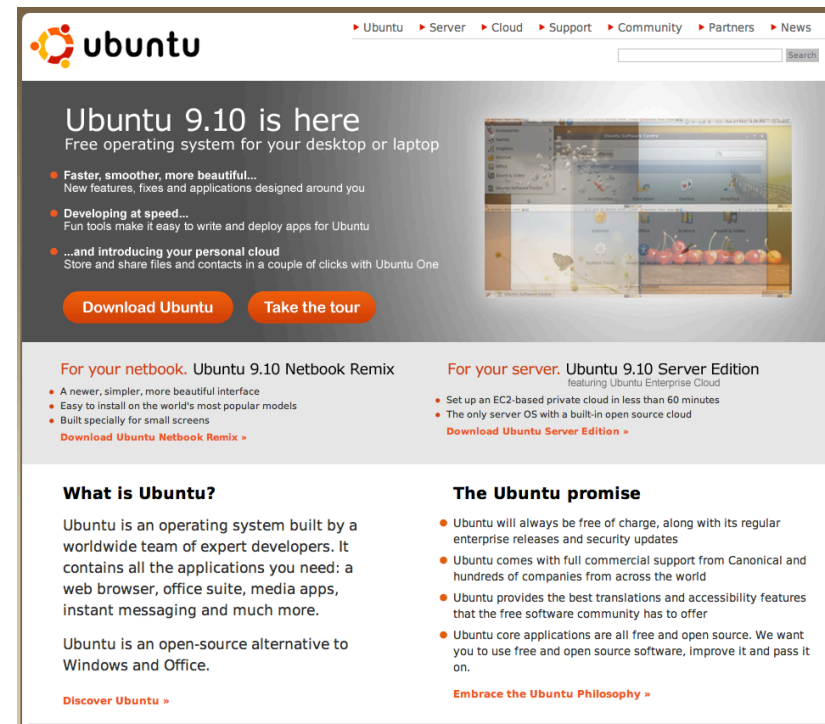 ubuntu
Ubuntu Server Cloud Support Community Partners News
Search
Ubuntu 9.10 is here
Free operating system for your desktop or laptop
Faster, smoother, more beautiful...
New features, fixes and applications designed around you
Developing at speed...
Fun tools make it easy to write and deploy apps for Ubuntu
...and introducing your personal cloud
Store and share files and contacts in a couple of clicks with Ubuntu One
Download Ubuntu Take the tour
For your netbook. Ubuntu 9.10 Netbook Remix
A newer, simpler, more beautiful interface
Easy to install on the world's most popular models
Built specially for small screens
Download Ubuntu Netbook Remix »
For your server. Ubuntu 9.10 Server Edition
featuring Ubuntu Enterprise Cloud
Set up an EC2-based private cloud in less than 60 minutes
The only server OS with a built-in open source cloud
Download Ubuntu Server Edition »
What is Ubuntu?
Ubuntu is an operating system built by a
worldwide team of expert developers. It
contains all the applications you need: a
web browser, office suite, media apps,
instant messaging and much more.
Ubuntu is an open-source alternative to
Windows and Office.
Discover Ubuntu »
The Ubuntu promise
Ubuntu will always be free of charge, along with its regular
enterprise releases and security updates
Ubuntu comes with full commercial support from Canonical and
hundreds of companies from across the world
Ubuntu provides the best translations and accessibility features
that the free software community has to offer
Ubuntu core applications are all free and open source. We want
you to use free and open source software, improve it and pass it
on.
Embrace the Ubuntu Philosophy »